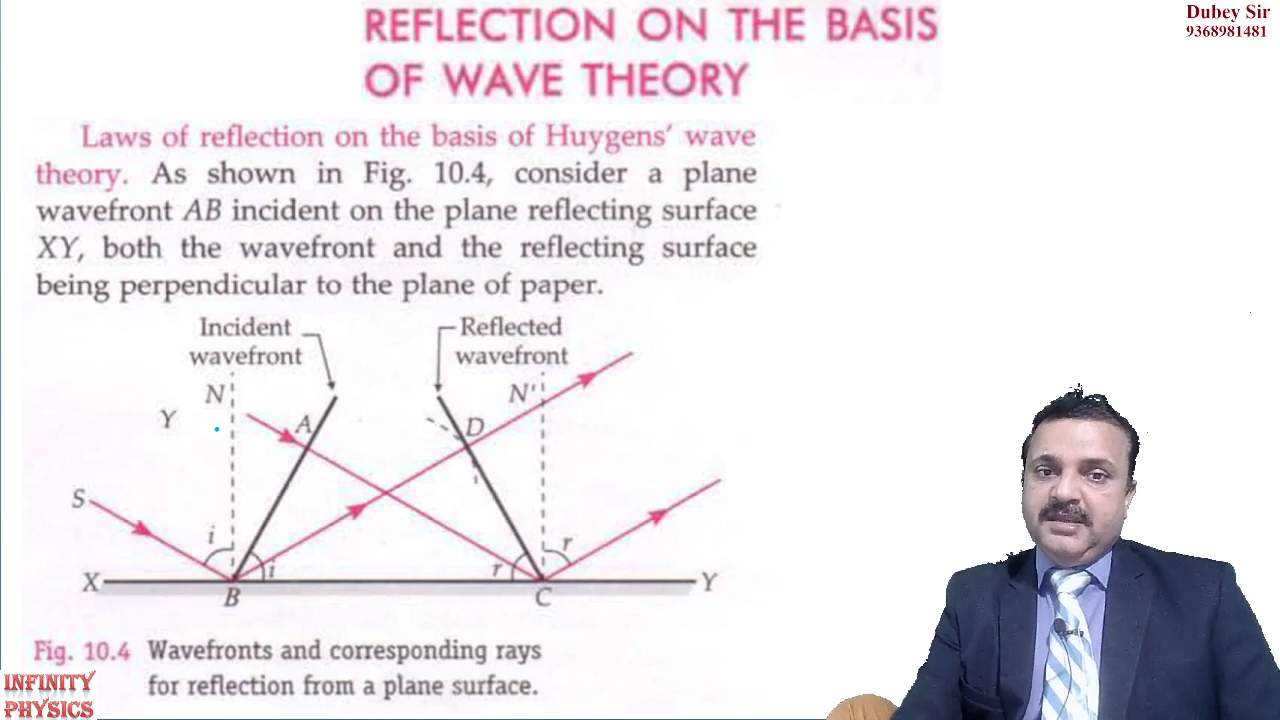 Dubey Sir
9368981481
REFLECTION ON THE BASIS
OF WAVE THEORY
Laws of reflection on the basis of Huygens' wave
theory. As shown in Fig. 10.4, consider a plane
wavefront AB incident on the plane reflecting surface
XY, both the wavefront and the reflecting surface
being perpendicular to the plane of paper.
Incident
wavefront
Reflected
wavefront
N
N'
Y
A
D
S
i
r
i
r
X
Y
B
C
Fig. 10.4 Wavefronts and corresponding rays
for reflection from a plane surface.
INFINITY
PHYSICS